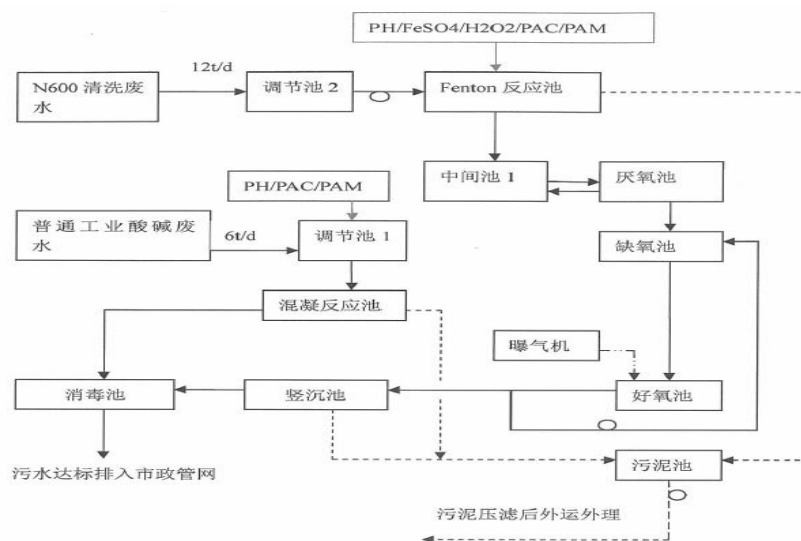 PH/FeSO4/H2O2/PAC/PAM
12t/d
N600 清洗废
水
调节池 2
Fenton 反应池
中间池 1
厌氧池
PH/PAC/PAM
普通工业酸碱废
水
6t/d
调节池 1
缺氧池
混凝反应池
曝气机
消毒池
竖沉池
好氧池
污水达标排入市政管网
污泥池
污泥压滤后外运外理